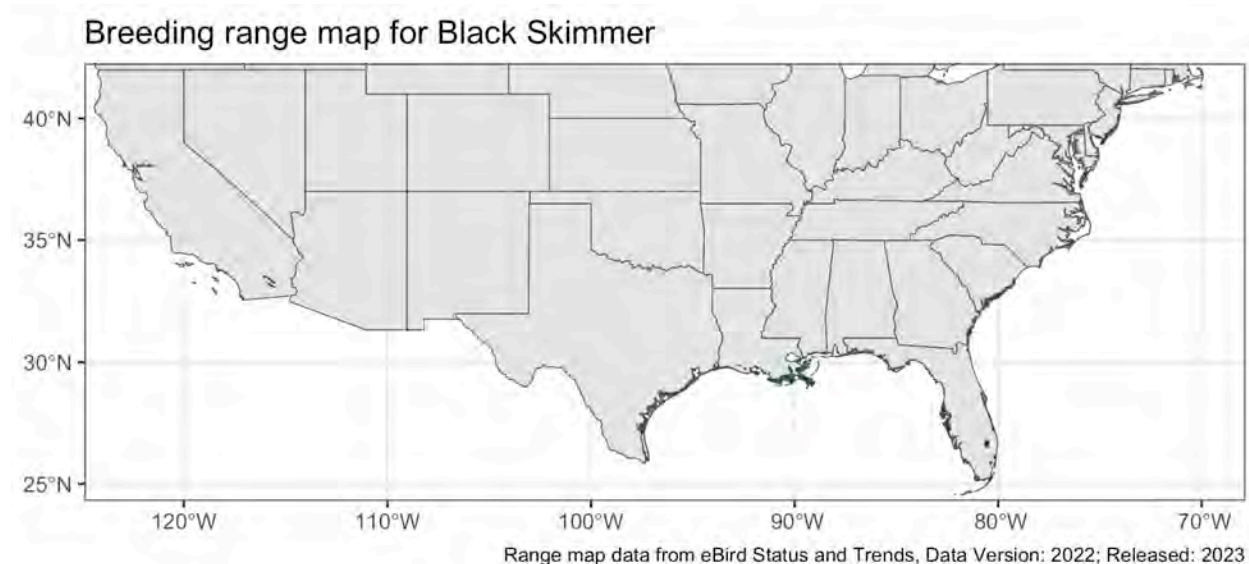 Breeding range map for Black Skimmer
40°N
35°N
30°N
25°N
120°W
110°W
100°W
90°W
80°W
70°W
Range map data from eBird Status and Trends, Data Version: 2022; Released: 2023